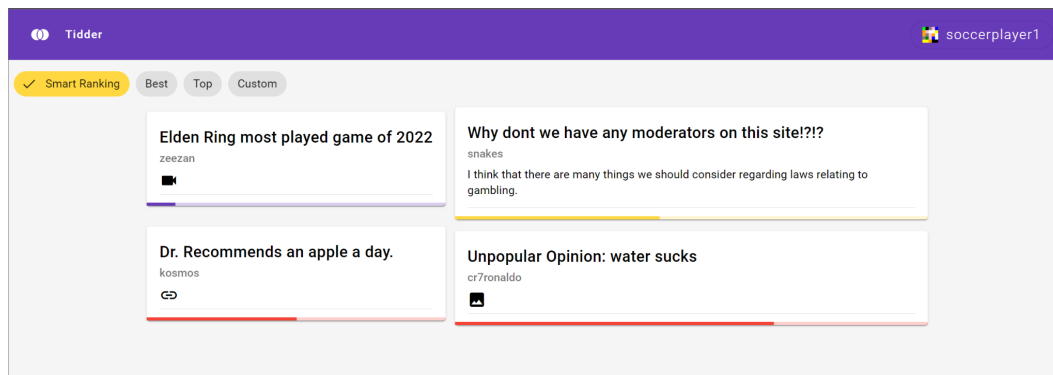 Tidder
soccerplayer1
Smart Ranking
Best
Top
Custom
Elden Ring most played game of 2022
zeezan
Why dont we have any moderators on this site!?!?
snakes
I think that there are many things we should consider regarding laws relating to
gambling.
Dr. Recommends an apple a day.
kosmos
Unpopular Opinion: water sucks
cr7ronaldo